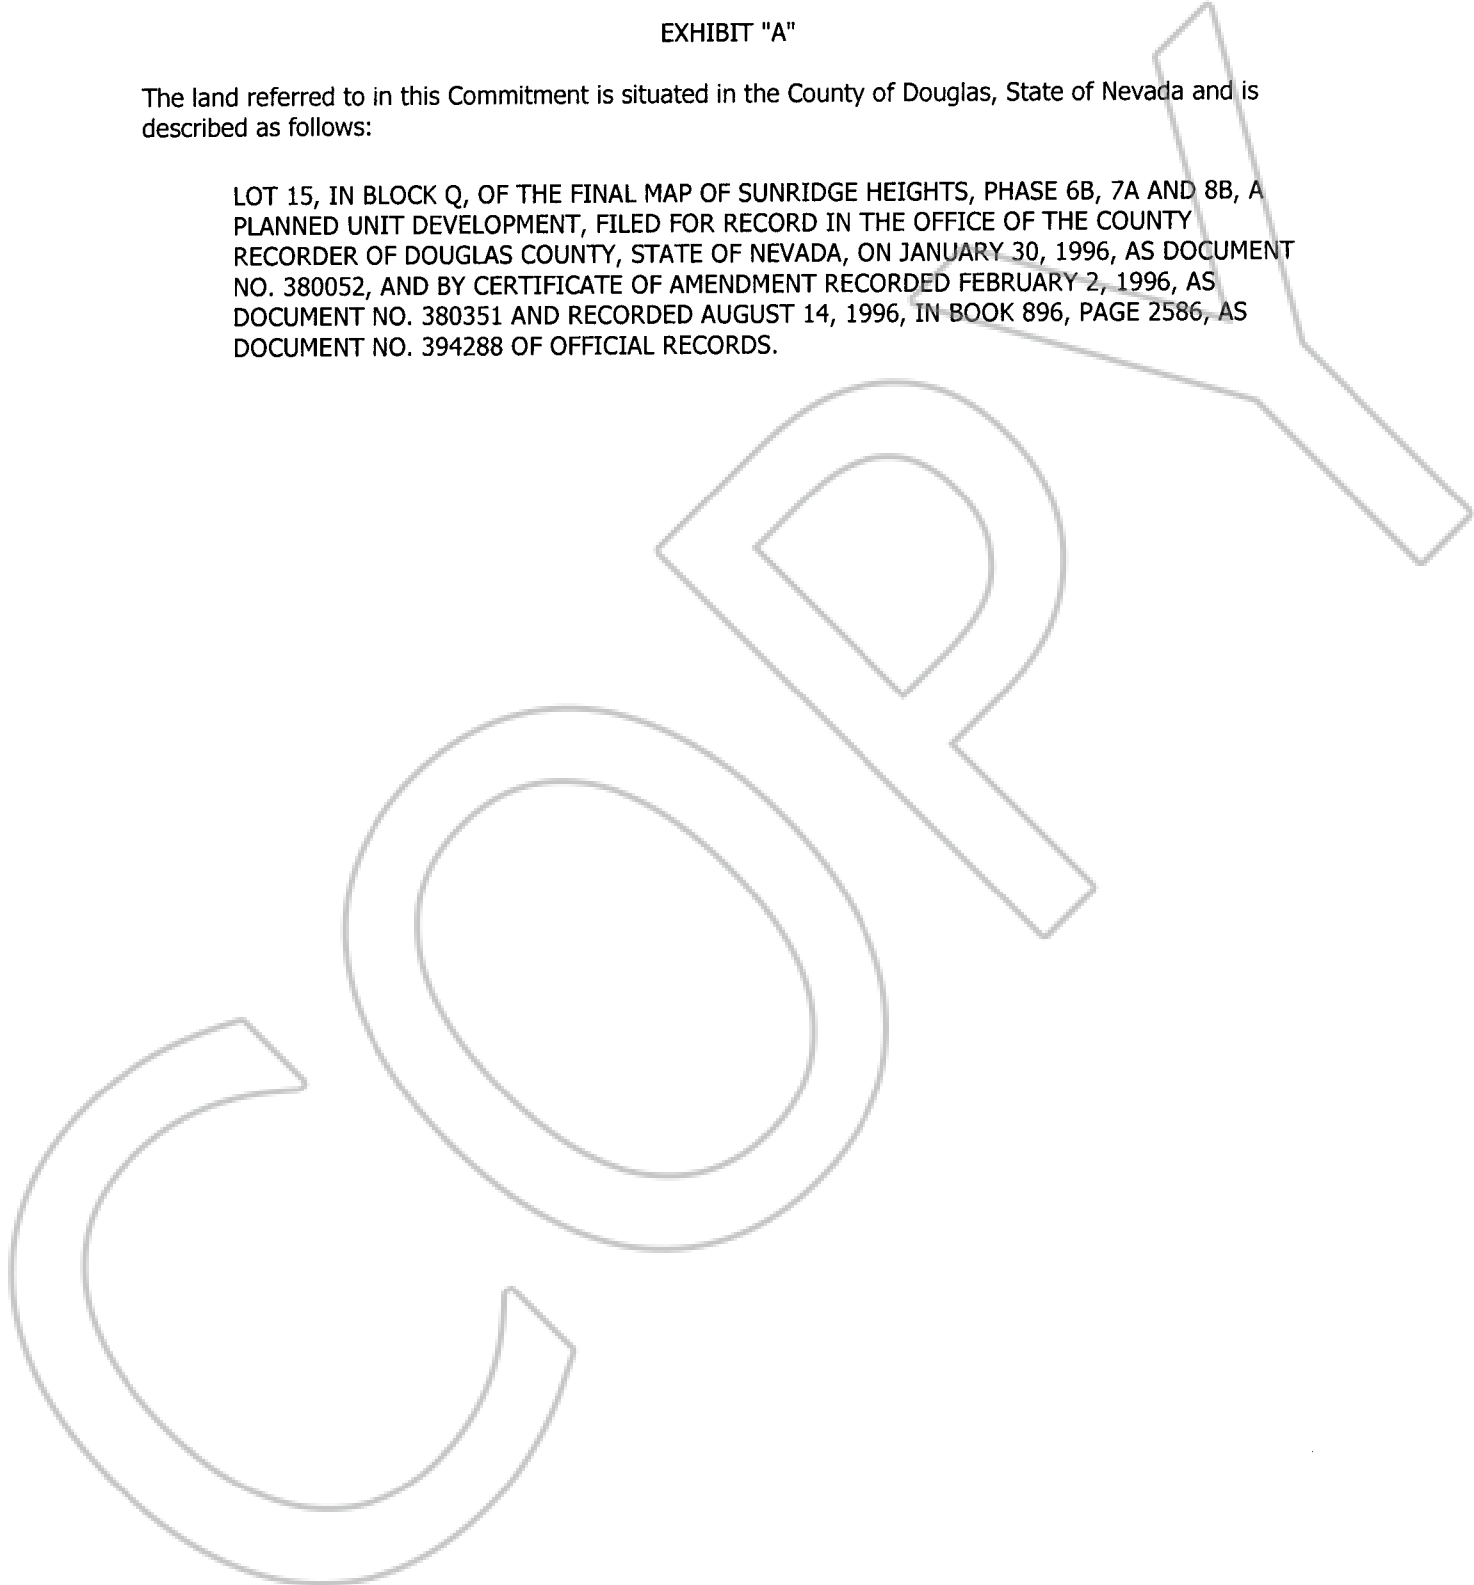 EXHIBIT "A"
The land referred to in this Commitment is situated in the County of Douglas, State of Nevada and is
described as follows:
LOT 15, IN BLOCK Q, OF THE FINAL MAP OF SUNRIDGE HEIGHTS, PHASE 6B, 7A AND 8B, A
PLANNED UNIT DEVELOPMENT, FILED FOR RECORD IN THE OFFICE OF THE COUNTY
RECORDER OF DOUGLAS COUNTY, STATE OF NEVADA, ON JANUARY 30, 1996, AS DOCUMENT
NO. 380052, AND BY CERTIFICATE OF AMENDMENT RECORDED FEBRUARY 2, 1996, AS
DOCUMENT NO. 380351 AND RECORDED AUGUST 14, 1996, IN BOOK 896, PAGE 2586, AS
DOCUMENT NO. 394288 OF OFFICIAL RECORDS.
COPY